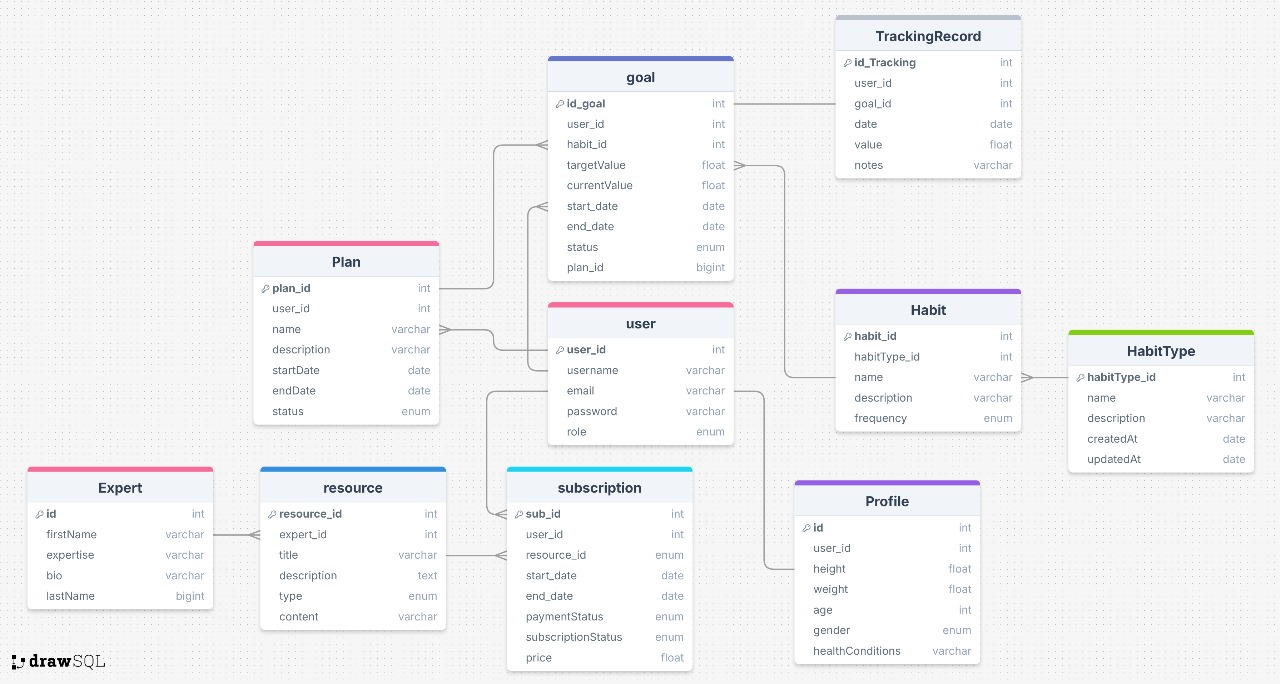 TrackingRecord
id_Tracking int
user_id int
goal_id int
date date
value float
notes varchar
goal
id_goal int
user_id int
habit_id int
targetValue float
currentValue float
start_date date
end_date date
status enum
plan_id bigint
Plan
plan_id int
user_id int
name varchar
description varchar
startDate date
endDate date
status enum
user
user_id int
username varchar
email varchar
password varchar
role enum
Habit
habit_id int
habitType_id int
name varchar
description varchar
frequency enum
HabitType
habitType_id int
name varchar
description varchar
createdAt date
updatedAt date
Expert
id int
firstName varchar
expertise varchar
bio varchar
lastName bigint
resource
resource_id int
expert_id int
title varchar
description text
type enum
content varchar
subscription
sub_id int
user_id int
resource_id enum
start_date date
end_date date
paymentStatus enum
subscriptionStatus enum
price float
Profile
id int
user_id int
height float
weight float
age int
gender enum
healthConditions varchar
drawSQL